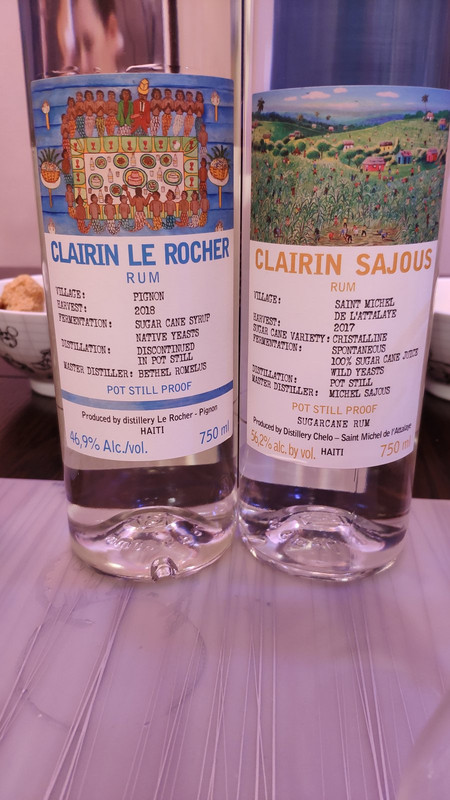 CLAIRIN LE ROCHER
RUM
VILLAGE: PIGNON
HARVEST: 2018
FERMENTATION: SUGAR CANE SYRUP
NATIVE YEASTS
DISTILLATION: DISCONTINUED
IN POT STILL
MASTER DISTILLER: BETHEL ROMELUS
POT STILL PROOF
Produced by distillery Le Rocher - Pignon
HAITI
46,9% Alc./vol. 750 ml
CLAIRIN SAJOUS
RUM
VILLAGE: SAINT MICHEL
DE L'ATTALAYE
HARVEST: 2017
SUGAR CANE VARIETY: CRISTALLINE
FERMENTATION: SPONTANEOUS
100% SUGAR CANE JUICE
WILD YEASTS
DISTILLATION: POT STILL
MASTER DISTILLER: MICHEL SAJOUS
POT STILL PROOF
SUGARCANE RUM
Produced by Distillery Chelo – Saint Michel de l'Attalaye
56,2% alc. by vol. HAITI 750 ml